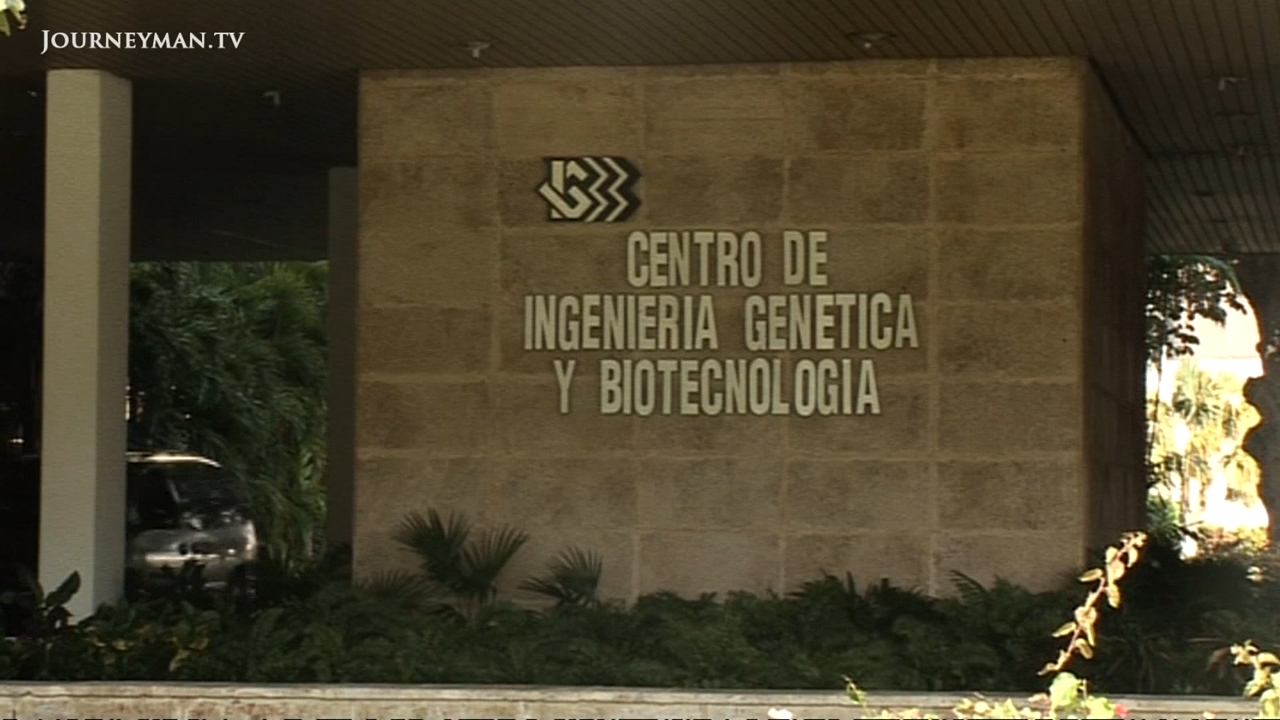 JOURNEYMAN.TV
CENTRO DE
INGENIERIA GENETICA
Y BIOTECNOLOGIA